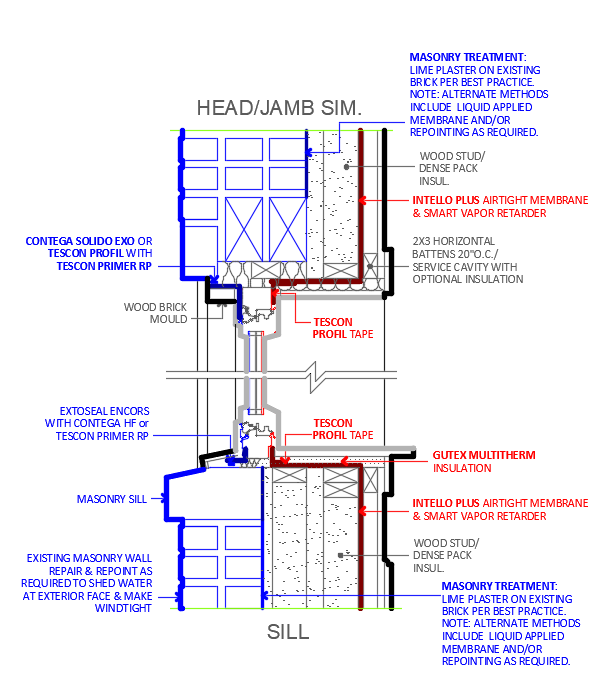 MASONRY TREATMENT:
LIME PLASTER ON EXISTING
BRICK PER BEST PRACTICE.
NOTE: ALTERNATE METHODS
INCLUDE LIQUID APPLIED
MEMBRANE AND/OR
REPOINTING AS REQUIRED.
HEAD/JAMB SIM.
WOOD STUD/
DENSE PACK
INSUL.
INTELLO PLUS AIRTIGHT MEMBRANE
& SMART VAPOR RETARDER
CONTEGA SOLIDO EXO OR
TESCON PROFIL WITH
TESCON PRIMER RP
2X3 HORIZONTAL
BATTENS 20"O.C./
SERVICE CAVITY WITH
OPTIONAL INSULATION
WOOD BRICK
MOULD
TESCON
PROFIL TAPE
EXTOSEAL ENCORS
WITH CONTEGA HF or
TESCON PRIMER RP
TESCON
PROFIL TAPE
GUTEX MULTITHERM
INSULATION
MASONRY SILL
INTELLO PLUS AIRTIGHT MEMBRANE
& SMART VAPOR RETARDER
WOOD STUD/
DENSE PACK
INSUL.
EXISTING MASONRY WALL
REPAIR & REPOINT AS
REQUIRED TO SHED WATER
AT EXTERIOR FACE & MAKE
WINDTIGHT
MASONRY TREATMENT:
LIME PLASTER ON EXISTING
BRICK PER BEST PRACTICE.
NOTE: ALTERNATE METHODS
INCLUDE LIQUID APPLIED
MEMBRANE AND/OR
REPOINTING AS REQUIRED.
SILL